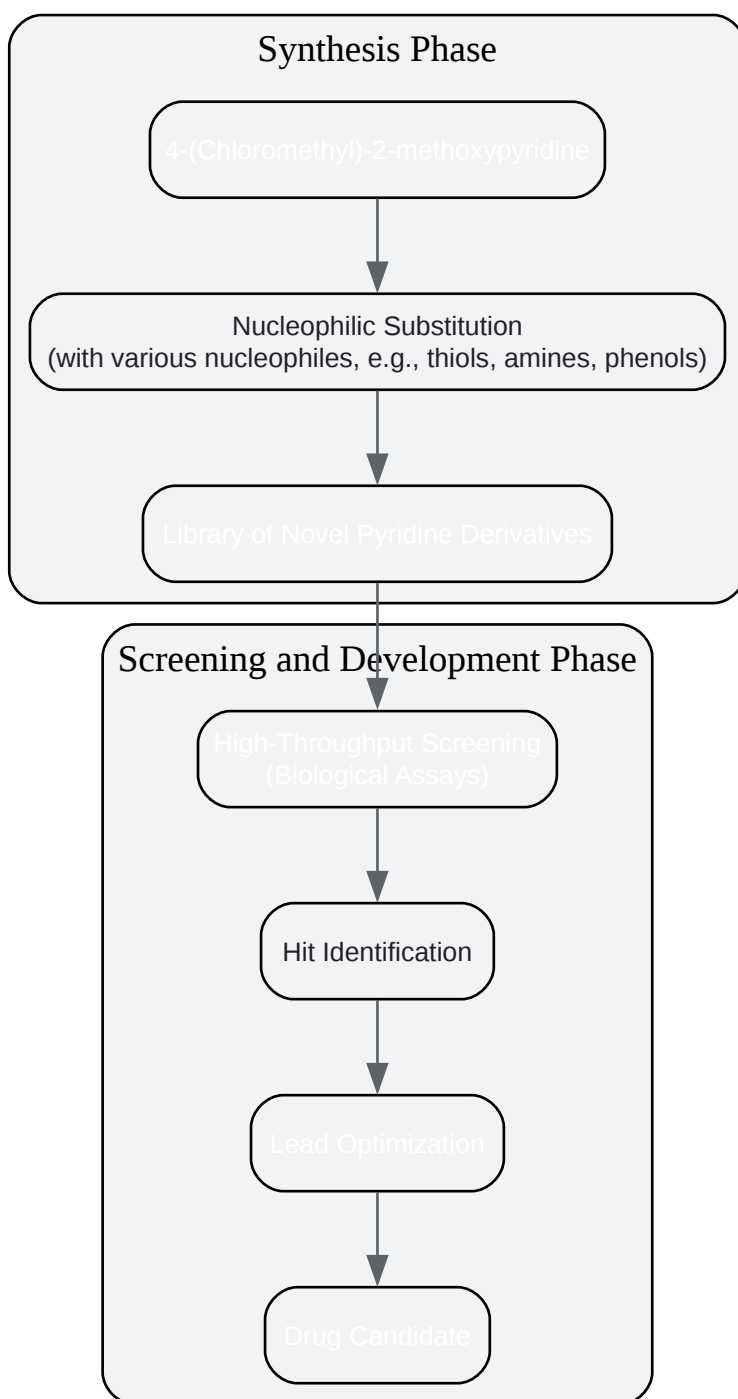 Synthesis Phase
4-(Chloromethyl)-2-methoxypyridine
Nucleophilic Substitution
(with various nucleophiles, e.g., thiols, amines, phenols)
Library of Novel Pyridine Derivatives
Screening and Development Phase
High-Throughput Screening
(Biological Assays)
Hit Identification
Lead Optimization
Drug Candidate